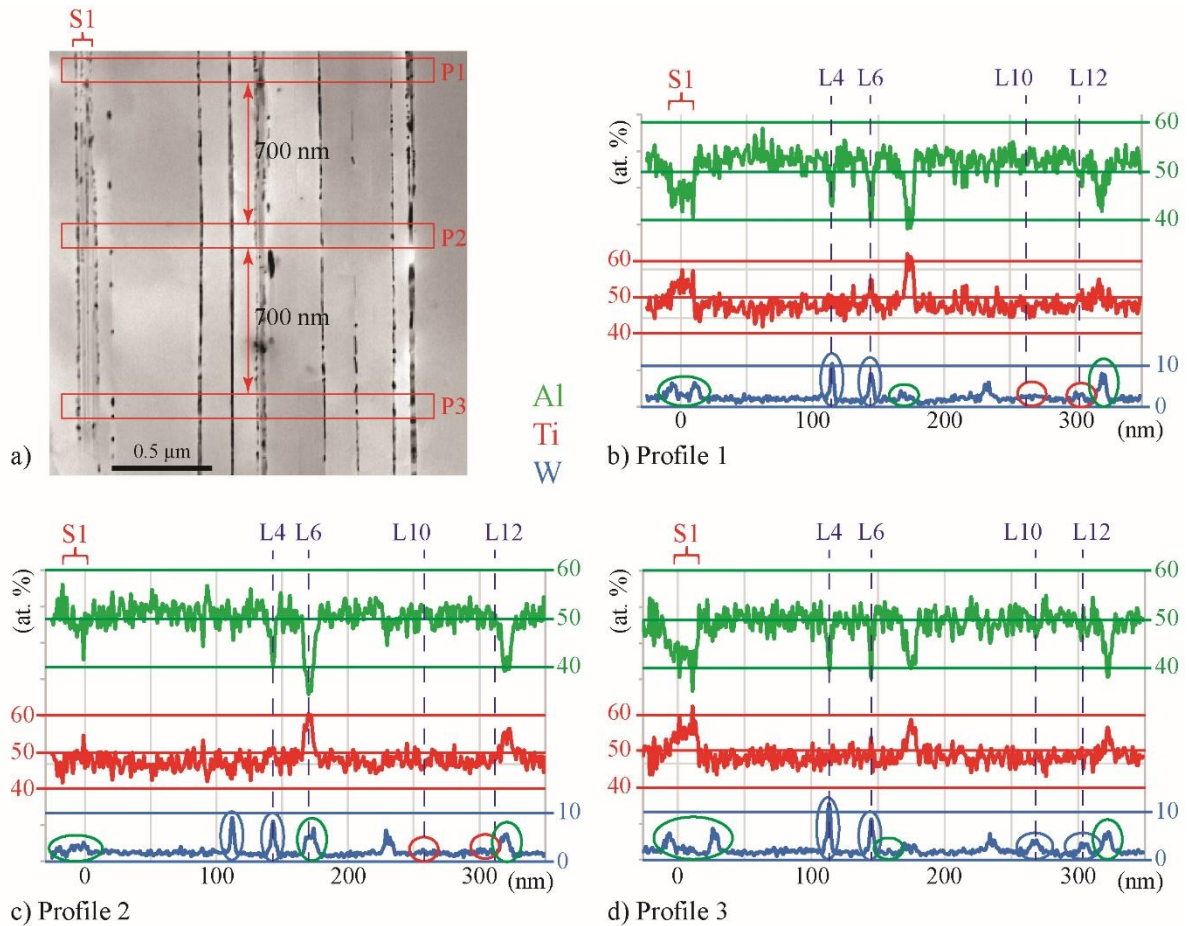 S1
P1
700 nm
P2
700 nm
P3
0.5 µm
a)
Al
Ti
W
S1 L4 L6 L10 L12
(at. %)
60
50
40
60
50
40
10
0
0 100 200 300 (nm)
b) Profile 1
S1 L4 L6 L10 L12
(at. %)
60
50
40
60
50
40
10
0
0 100 200 300 (nm)
c) Profile 2
S1 L4 L6 L10 L12
(at. %)
60
50
40
60
50
40
10
0
0 100 200 300 (nm)
d) Profile 3